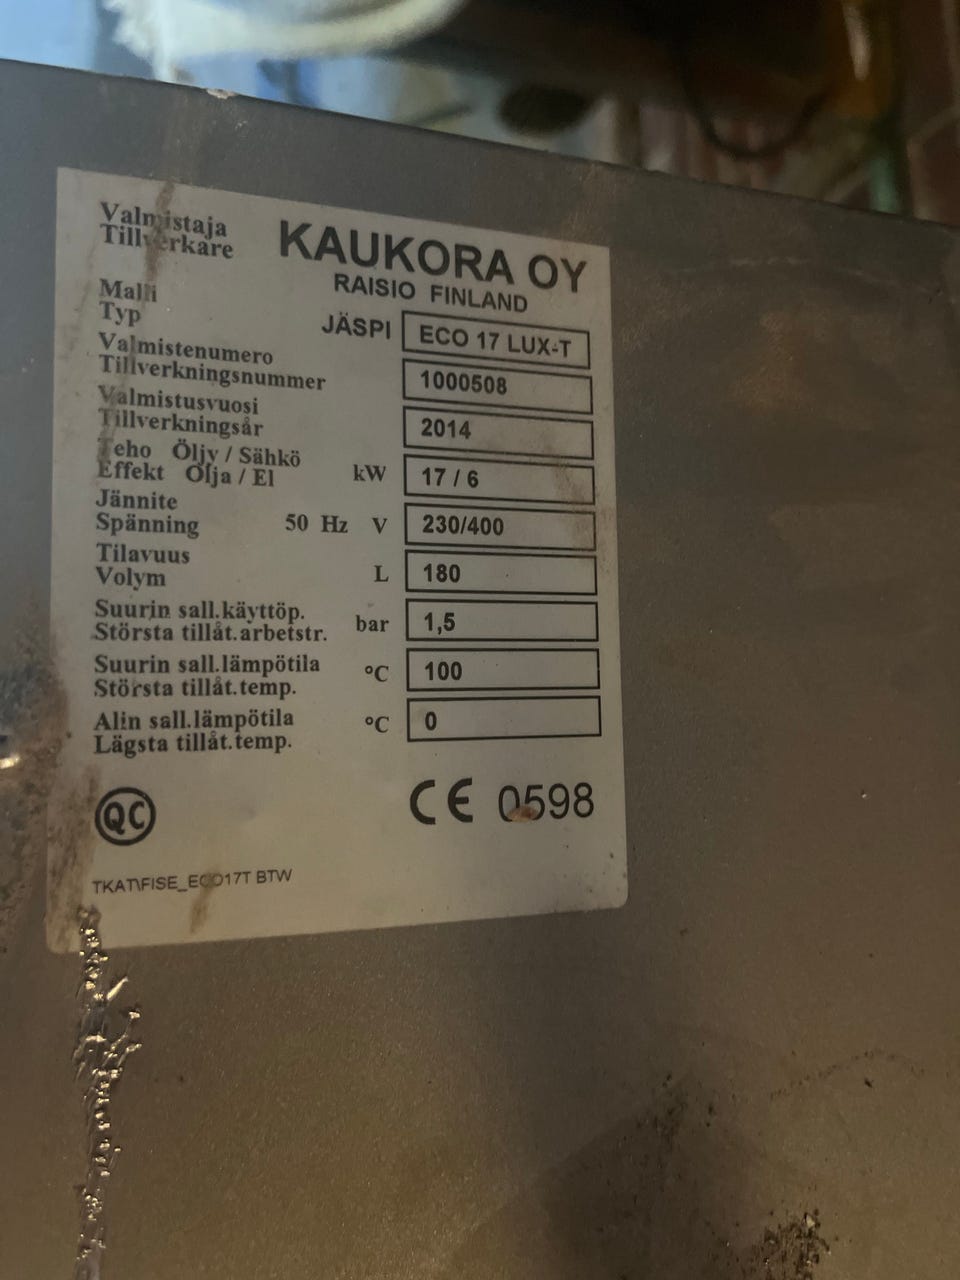 Valmistaja
Tillverkare
KAUKORA OY
RAISIO FINLAND
Malli
Typ
JÄSPI ECO 17 LUX-T
Valmistenumero
Tillverkningsnummer
1000508
Valmistusvuosi
Tillverkningsår
2014
Teho Öljy / Sähkö
Effekt Olja / El
kW 17 / 6
Jännite
Spänning 50 Hz V 230/400
Tilavuus
Volym L 180
Suurin sall.käyttöp.
Största tillåt.arbetstr. bar 1,5
Suurin sall.lämpötila
Största tillåt.temp. °C 100
Alin sall.lämpötila
Lägsta tillåt.temp. °C 0
QC
CE 0598
TKAT\FISE_ECO17T BTW